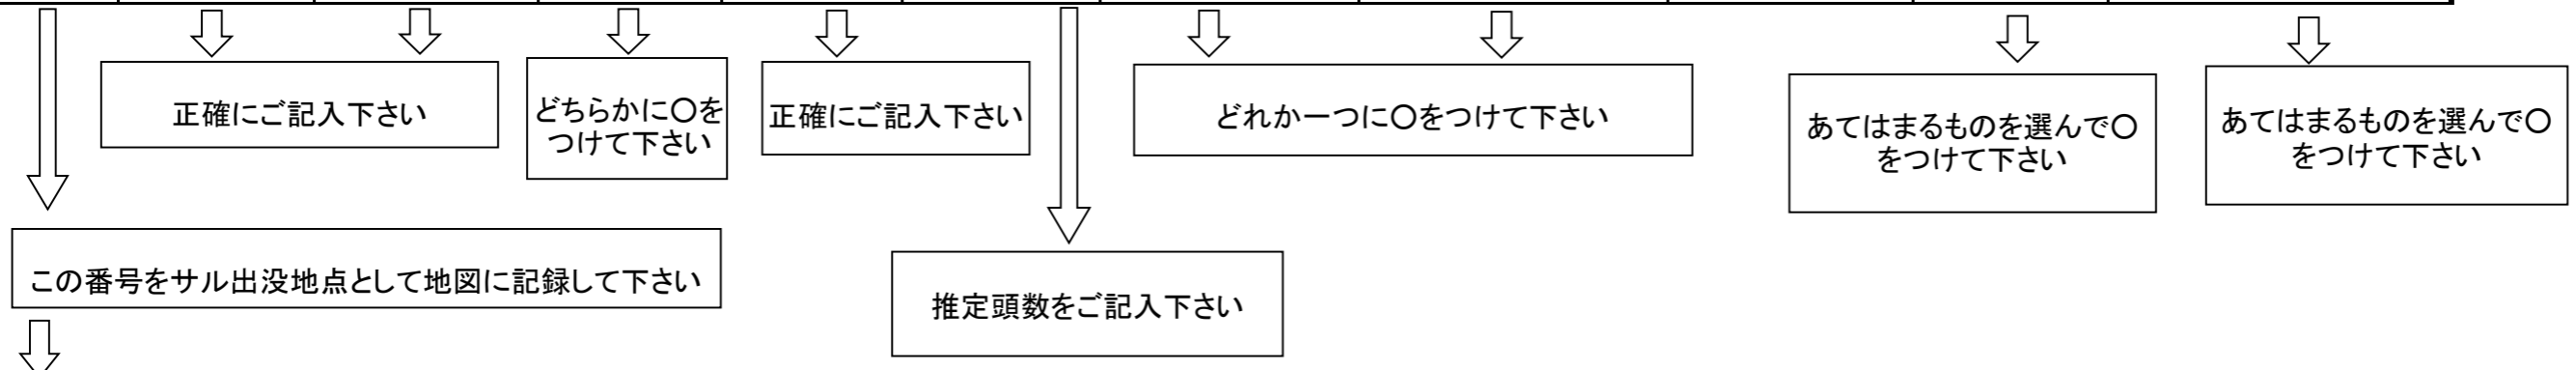 正確にご記入下さい
どちらかに○を
つけて下さい
正確にご記入下さい
どれか一つに○をつけて下さい
あてはまるものを選んで○
をつけて下さい
あてはまるものを選んで○
をつけて下さい
この番号をサル出没地点として地図に記録して下さい
推定頭数をご記入下さい